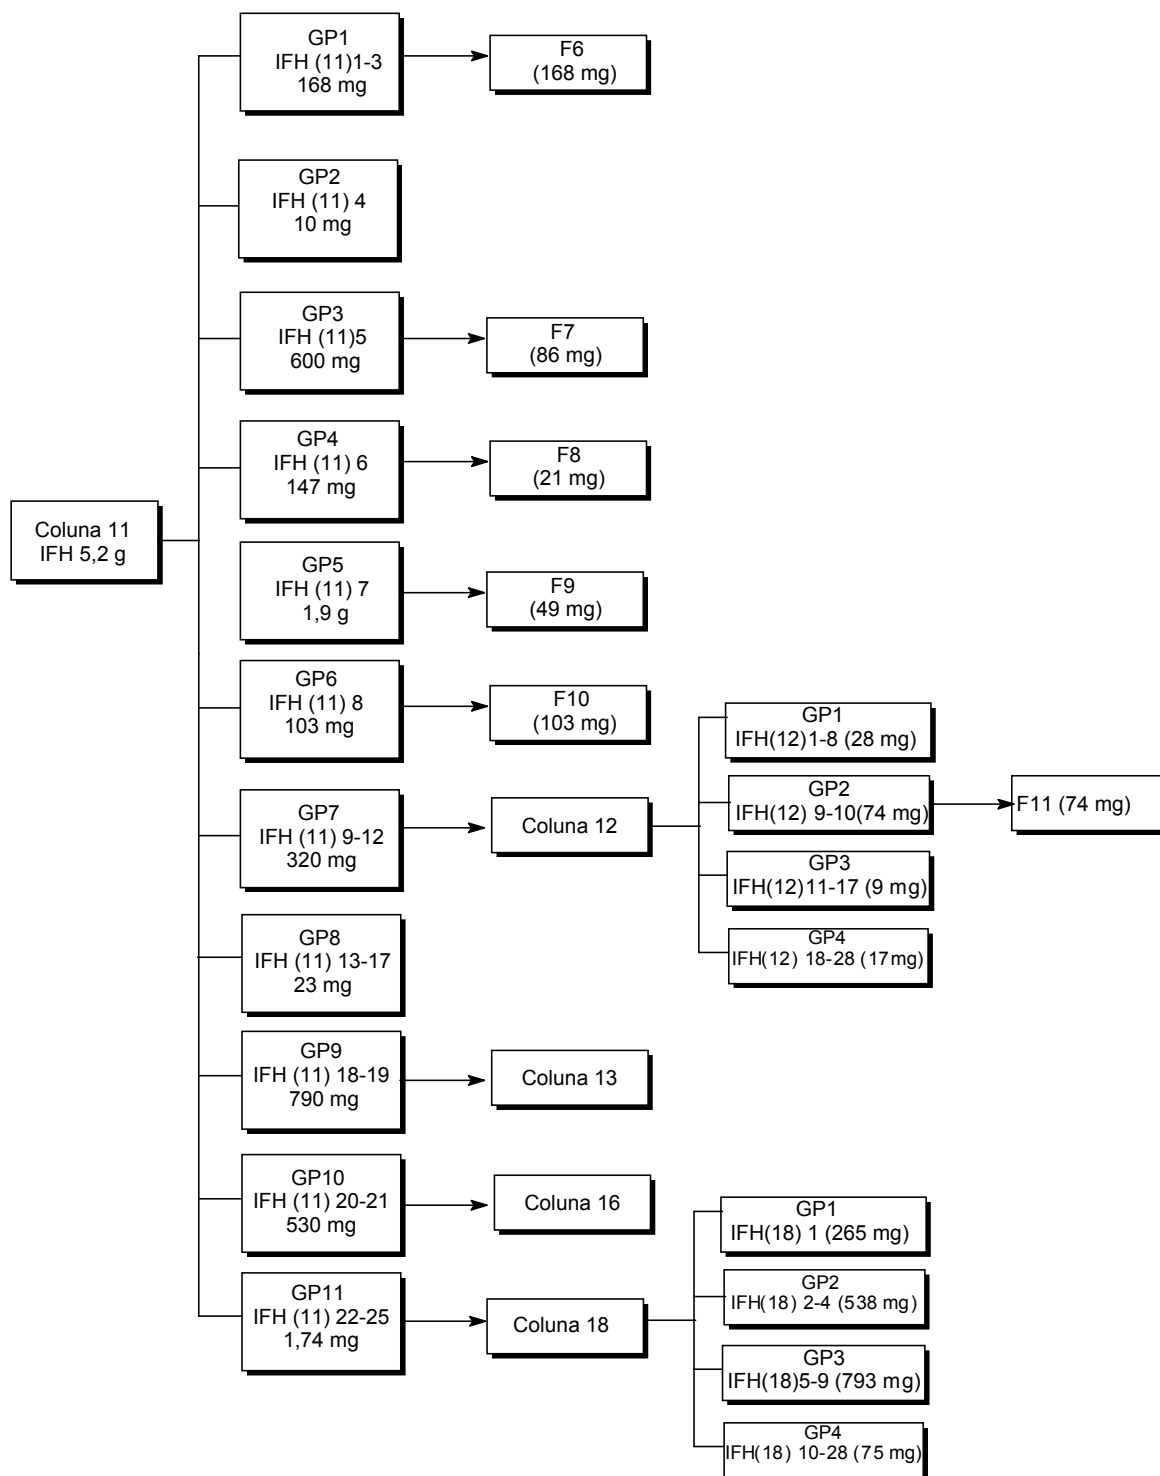 Coluna 11
IFH 5,2 g
GP1
IFH (11)1-3
168 mg
F6
(168 mg)
GP2
IFH (11) 4
10 mg
GP3
IFH (11)5
600 mg
F7
(86 mg)
GP4
IFH (11) 6
147 mg
F8
(21 mg)
GP5
IFH (11) 7
1,9 g
F9
(49 mg)
GP6
IFH (11) 8
103 mg
F10
(103 mg)
GP7
IFH (11) 9-12
320 mg
Coluna 12
GP1
IFH(12)1-8 (28 mg)
GP2
IFH(12) 9-10(74 mg)
F11 (74 mg)
GP3
IFH(12)11-17 (9 mg)
GP4
IFH(12) 18-28 (17mg)
GP8
IFH (11) 13-17
23 mg
GP9
IFH (11) 18-19
790 mg
Coluna 13
GP10
IFH (11) 20-21
530 mg
Coluna 16
GP11
IFH (11) 22-25
1,74 mg
Coluna 18
GP1
IFH(18) 1 (265 mg)
GP2
IFH(18) 2-4 (538 mg)
GP3
IFH(18)5-9 (793 mg)
GP4
IFH(18) 10-28 (75 mg)